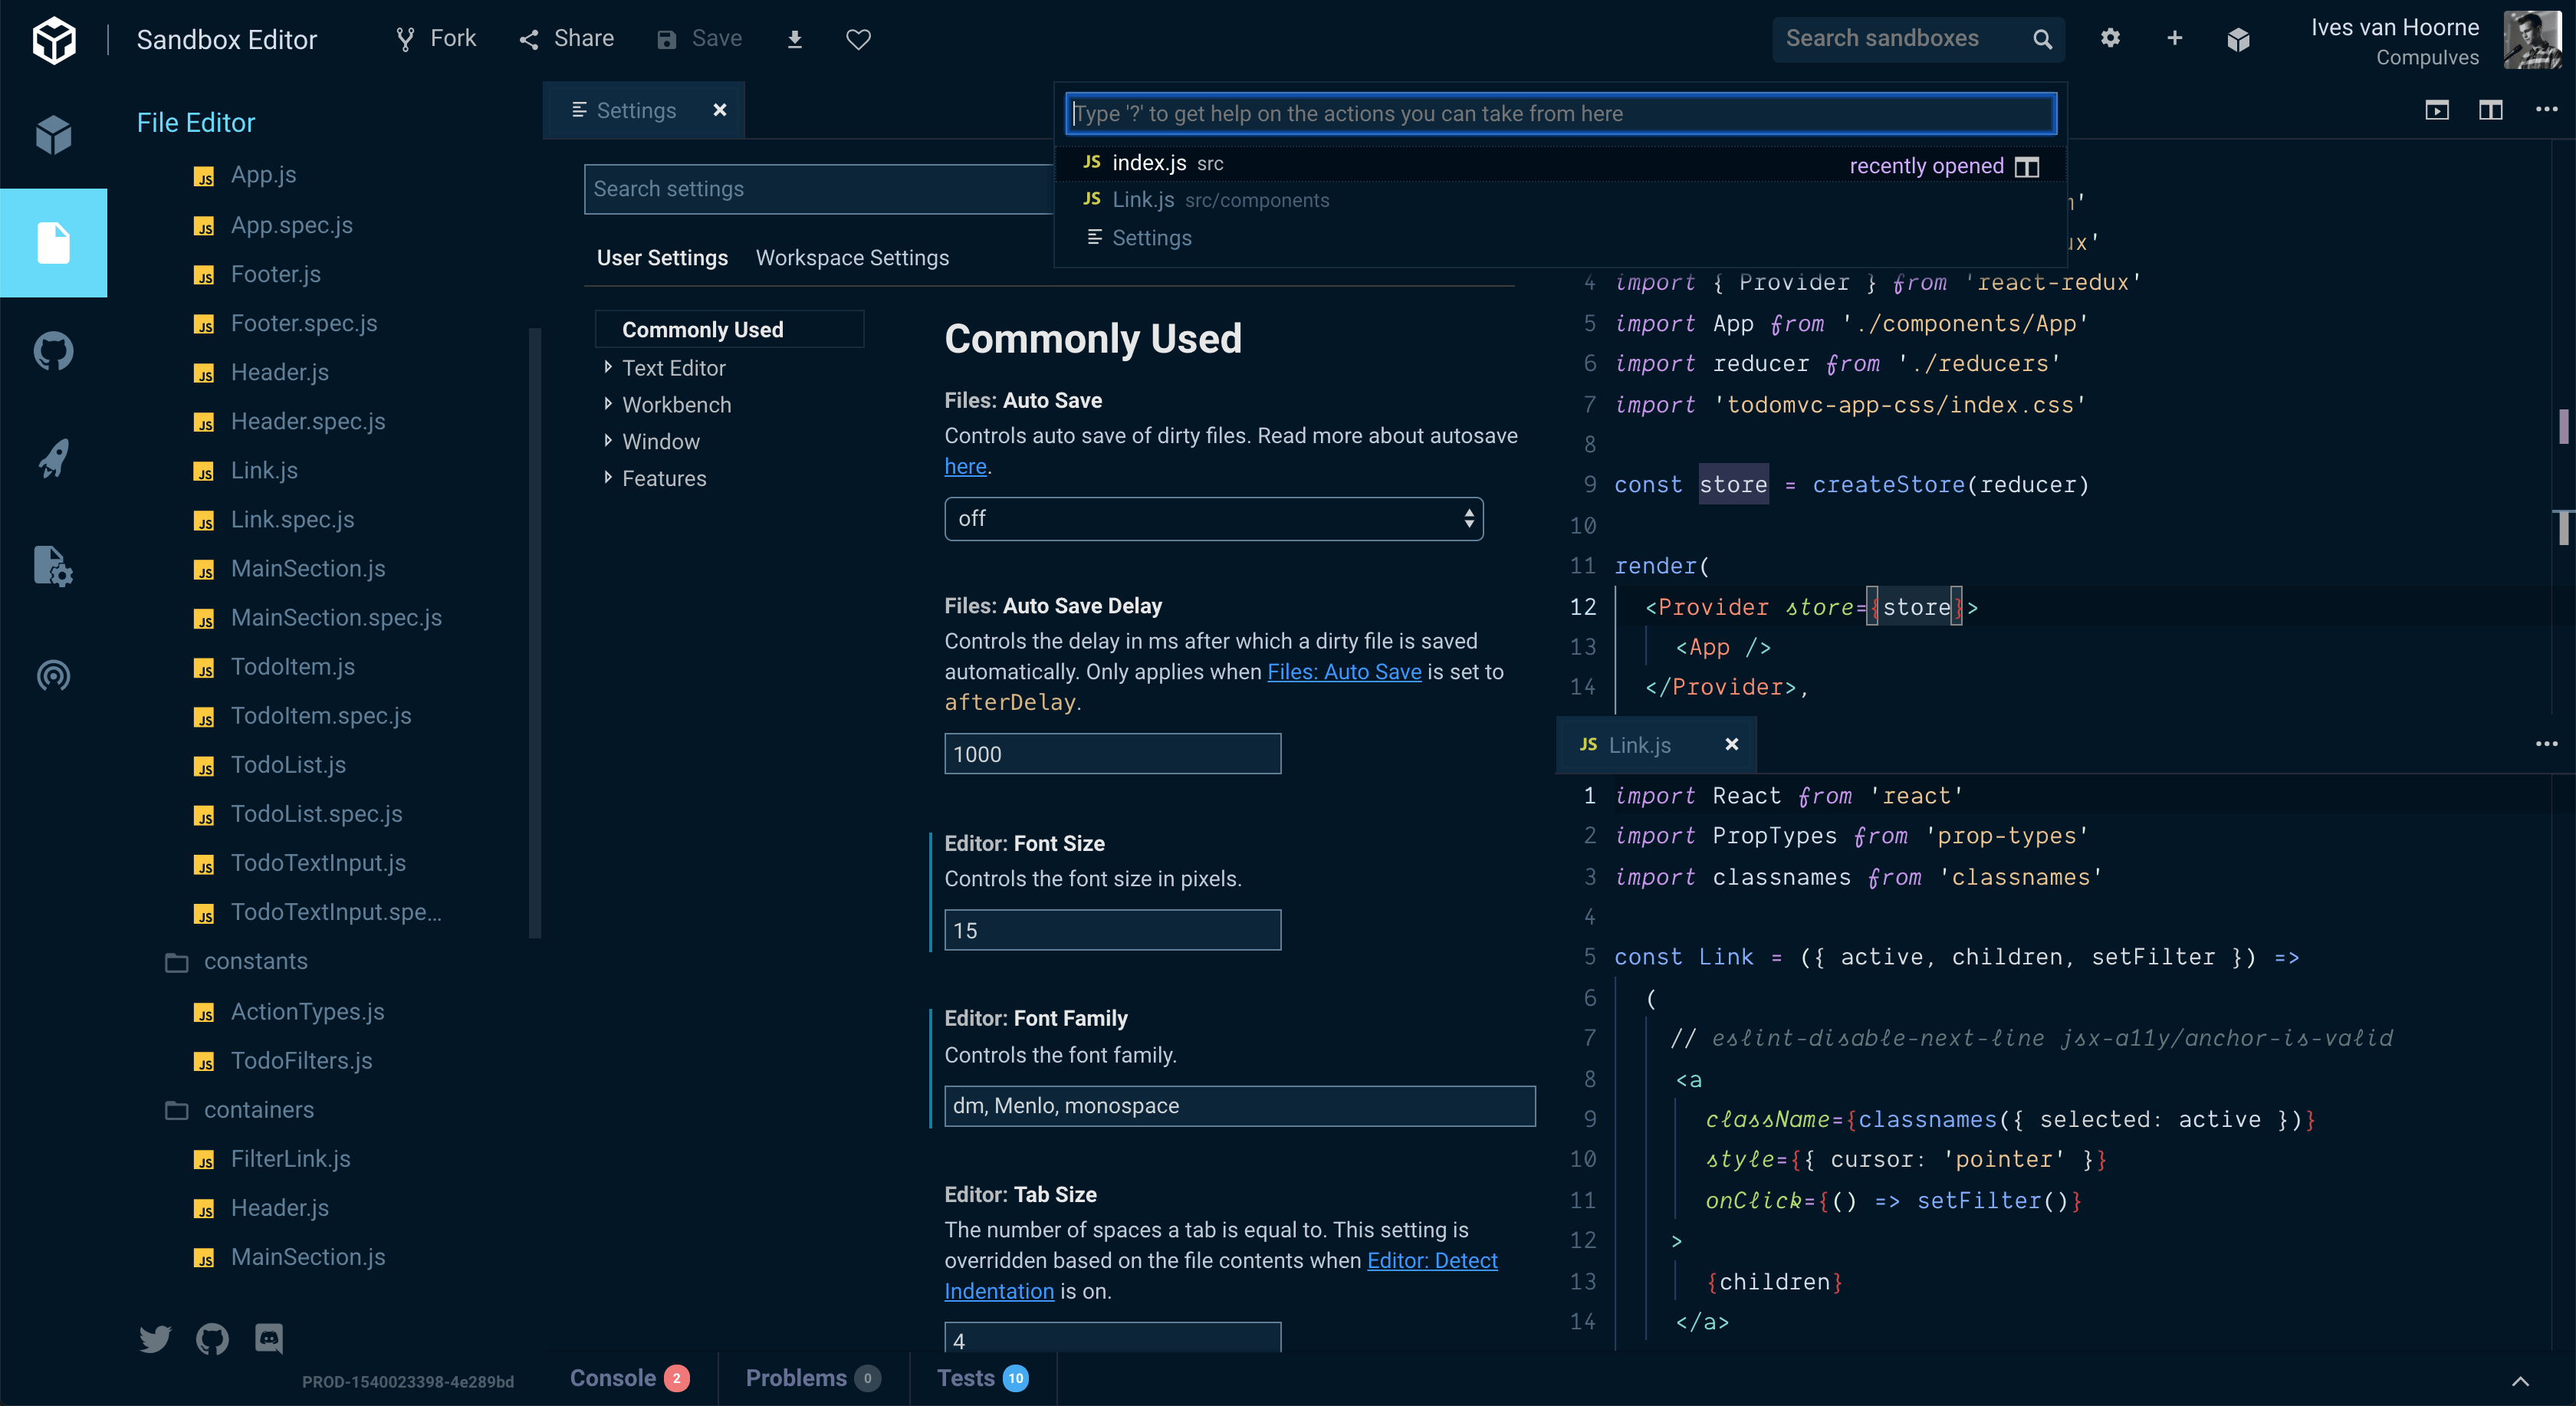 Sandbox Editor
Fork
Share
Save
Search sandboxes
Ives van Hoorne
Compulves
File Editor
App.js
App.spec.js
Footer.js
Footer.spec.js
Header.js
Header.spec.js
Link.js
Link.spec.js
MainSection.js
MainSection.spec.js
TodoItem.js
TodoItem.spec.js
TodoList.js
TodoList.spec.js
TodoTextInput.js
TodoTextInput.spe…
constants
ActionTypes.js
TodoFilters.js
containers
FilterLink.js
Header.js
MainSection.js
PROD-1540023398-4e289bd
Settings
Search settings
User Settings Workspace Settings
Commonly Used
Text Editor
Workbench
Window
Features
Commonly Used
Files: Auto Save
Controls auto save of dirty files. Read more about autosave
here.
off
Files: Auto Save Delay
Controls the delay in ms after which a dirty file is saved
automatically. Only applies when Files: Auto Save is set to
afterDelay.
1000
Editor: Font Size
Controls the font size in pixels.
15
Editor: Font Family
Controls the font family.
dm, Menlo, monospace
Editor: Tab Size
The number of spaces a tab is equal to. This setting is
overridden based on the file contents when Editor: Detect
Indentation is on.
4
Type '?' to get help on the actions you can take from here
JS index.js src recently opened
JS Link.js src/components
Settings
ux'
4 import { Provider } from 'react-redux'
5 import App from './components/App'
6 import reducer from './reducers'
7 import 'todomvc-app-css/index.css'
8
9 const store = createStore(reducer)
10
11 render(
12 <Provider store={store}>
13 <App />
14 </Provider>,
JS Link.js
1 import React from 'react'
2 import PropTypes from 'prop-types'
3 import classnames from 'classnames'
4
5 const Link = ({ active, children, setFilter }) =>
6 (
7 // eslint-disable-next-line jsx-a11y/anchor-is-valid
8 <a
9 className={classnames({ selected: active })}
10 style={{ cursor: 'pointer' }}
11 onClick={() => setFilter()}
12 >
13 {children}
14 </a>
Console 2
Problems 0
Tests 10